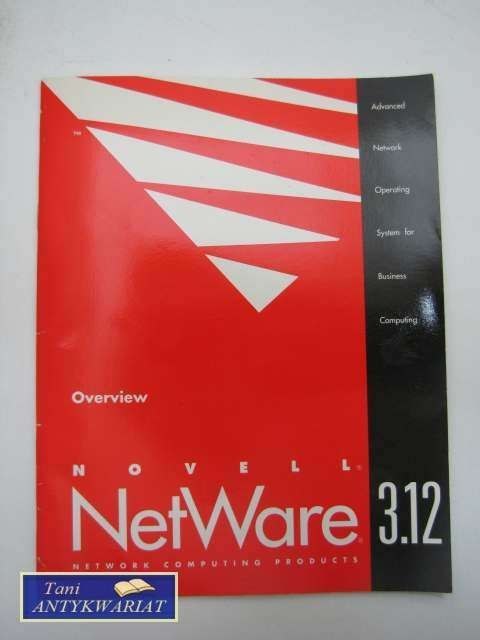 Advanced
Network
Operating
System for
Business
Computing
TM
Overview
NOVELL®
NetWare® 3.12
NETWORK COMPUTING PRODUCTS
Tani
ANTYKWARIAT